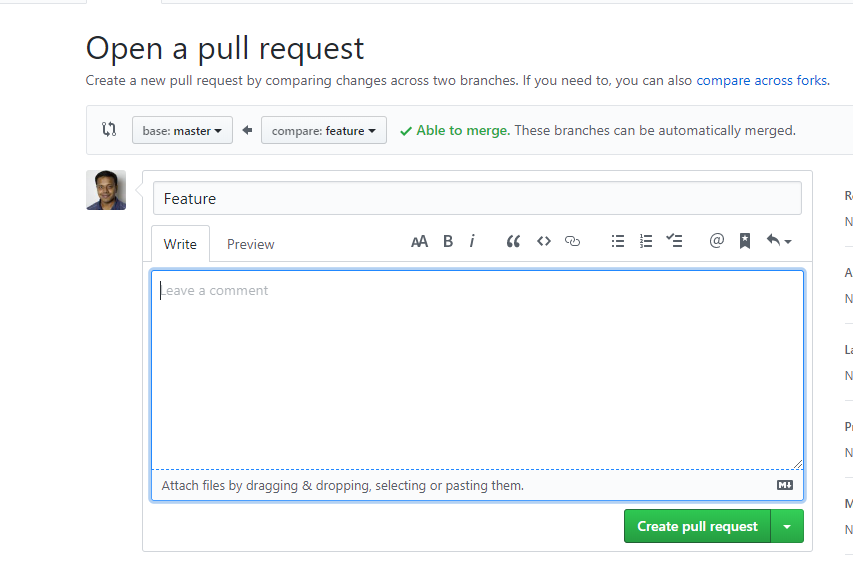 Open a pull request
Create a new pull request by comparing changes across two branches. If you need to, you can also compare across forks.
base: master compare: feature Able to merge. These branches can be automatically merged.
Feature
Write Preview AA B i @
Leave a comment
Attach files by dragging & dropping, selecting or pasting them.
Create pull request